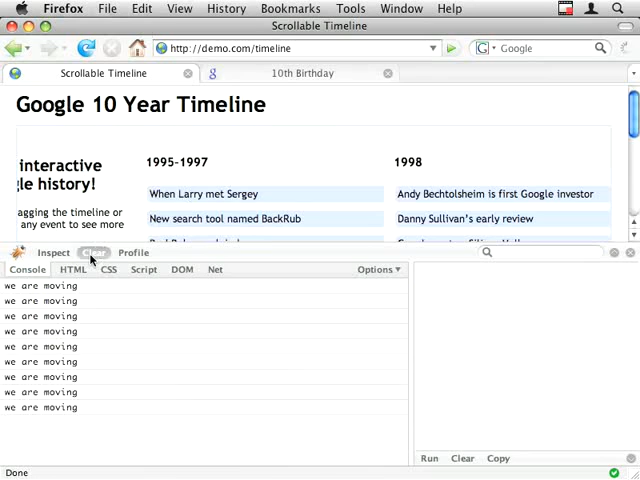 Firefox File Edit View History Bookmarks Tools Window Help
Scrollable Timeline
http://demo.com/timeline
Google
Scrollable Timeline
10th Birthday
Google 10 Year Timeline
interactive
le history!
agging the timeline or
any event to see more
1995-1997
When Larry met Sergey
New search tool named BackRub
1998
Andy Bechtolsheim is first Google investor
Danny Sullivan's early review
Inspect Clear Profile
Console HTML CSS Script DOM Net Options
we are moving
we are moving
we are moving
we are moving
we are moving
we are moving
we are moving
we are moving
we are moving
Run Clear Copy
Done